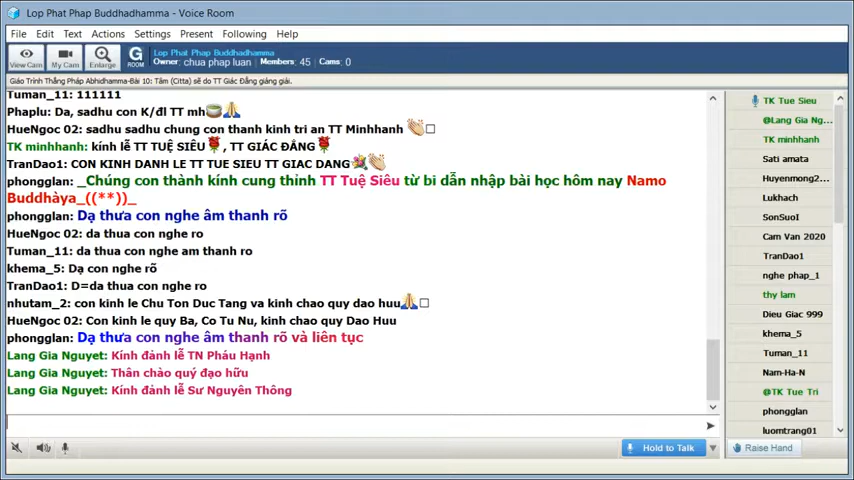 Lop Phat Phap Buddhadhamma - Voice Room
File Edit Text Actions Settings Present Following Help
View Cam My Cam Enlarge G ROOM
Lop Phat Phap Buddhadhamma
Owner: chua phap luan Members: 45 Cams: 0
Giáo Trình Thắng Pháp Abhidhamma-Bài 10: Tâm (Citta) sẽ do TT Giác Đẳng giảng giải.
Tuman_11: 111111
Phaplu: Da, sadhu con K/đl TT mh
HueNgoc 02: sadhu sadhu chung con thanh kinh tri an TT Minhhanh
TK minhhanh: kính lễ TT TUỆ SIÊU, TT GIÁC ĐẲNG
TranDao1: CON KINH DANH LE TT TUE SIEU TT GIAC DANG
phongglan: _Chúng con thành kính cung thỉnh TT Tuệ Siêu từ bi dẫn nhập bài học hôm nay Namo
Buddhàya_((**))_
phongglan: Dạ thưa con nghe âm thanh rõ
HueNgoc 02: da thua con nghe ro
Tuman_11: da thua con nghe am thanh ro
khema_5: Dạ con nghe rõ
TranDao1: D=da thua con nghe ro
nhutam_2: con kinh le Chu Ton Duc Tang va kinh chao quy dao huu
HueNgoc 02: Con kinh le quy Ba, Co Tu Nu, kinh chao quy Dao Huu
phongglan: Dạ thưa con nghe âm thanh rõ và liên tục
Lang Gia Nguyet: Kính đảnh lễ TN Pháu Hạnh
Lang Gia Nguyet: Thân chào quý đạo hữu
Lang Gia Nguyet: Kính đảnh lễ Sư Nguyên Thông
TK Tue Sieu
@Lang Gia Ng...
TK minhhanh
Sati amata
Huyenmong2...
Lukhach
SonSuoI
Cam Van 2020
TranDao1
nghe phap_1
thy lam
Dieu Giac 999
khema_5
Tuman_11
Nam-Ha-N
@TK Tue Tri
phongglan
luomtrang01
Hold to Talk
Raise Hand